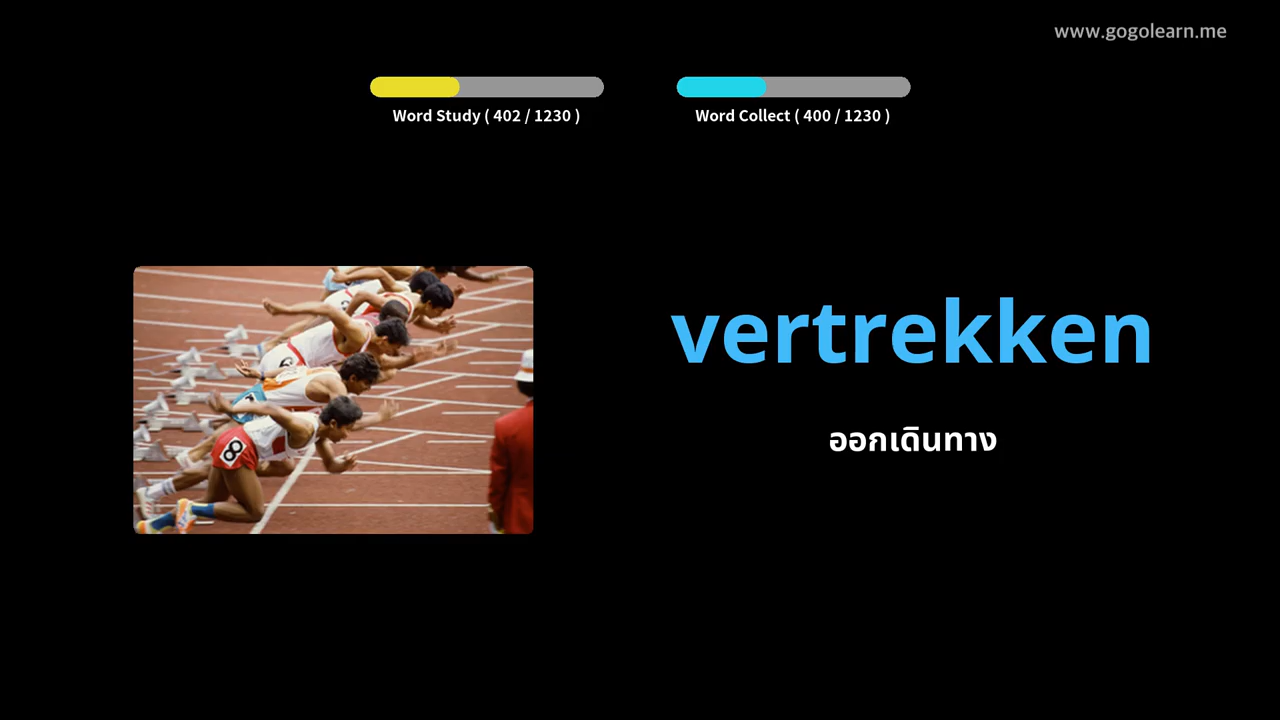 www.gogolearn.me
Word Study ( 402 / 1230 )
Word Collect ( 400 / 1230 )
vertrekken
ออกเดินทาง
8